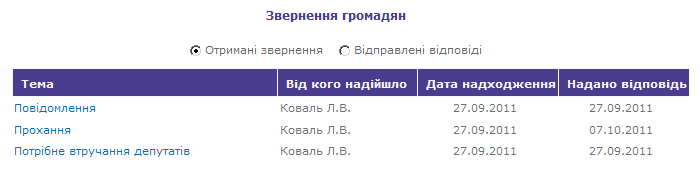 Звернення громадян
Отримані звернення Відправлені відповіді
Тема Від кого надійшло Дата надходження Надано відповідь
Повідомлення Коваль Л.В. 27.09.2011 27.09.2011
Прохання Коваль Л.В. 27.09.2011 07.10.2011
Потрібне втручання депутатів Коваль Л.В. 27.09.2011 27.09.2011